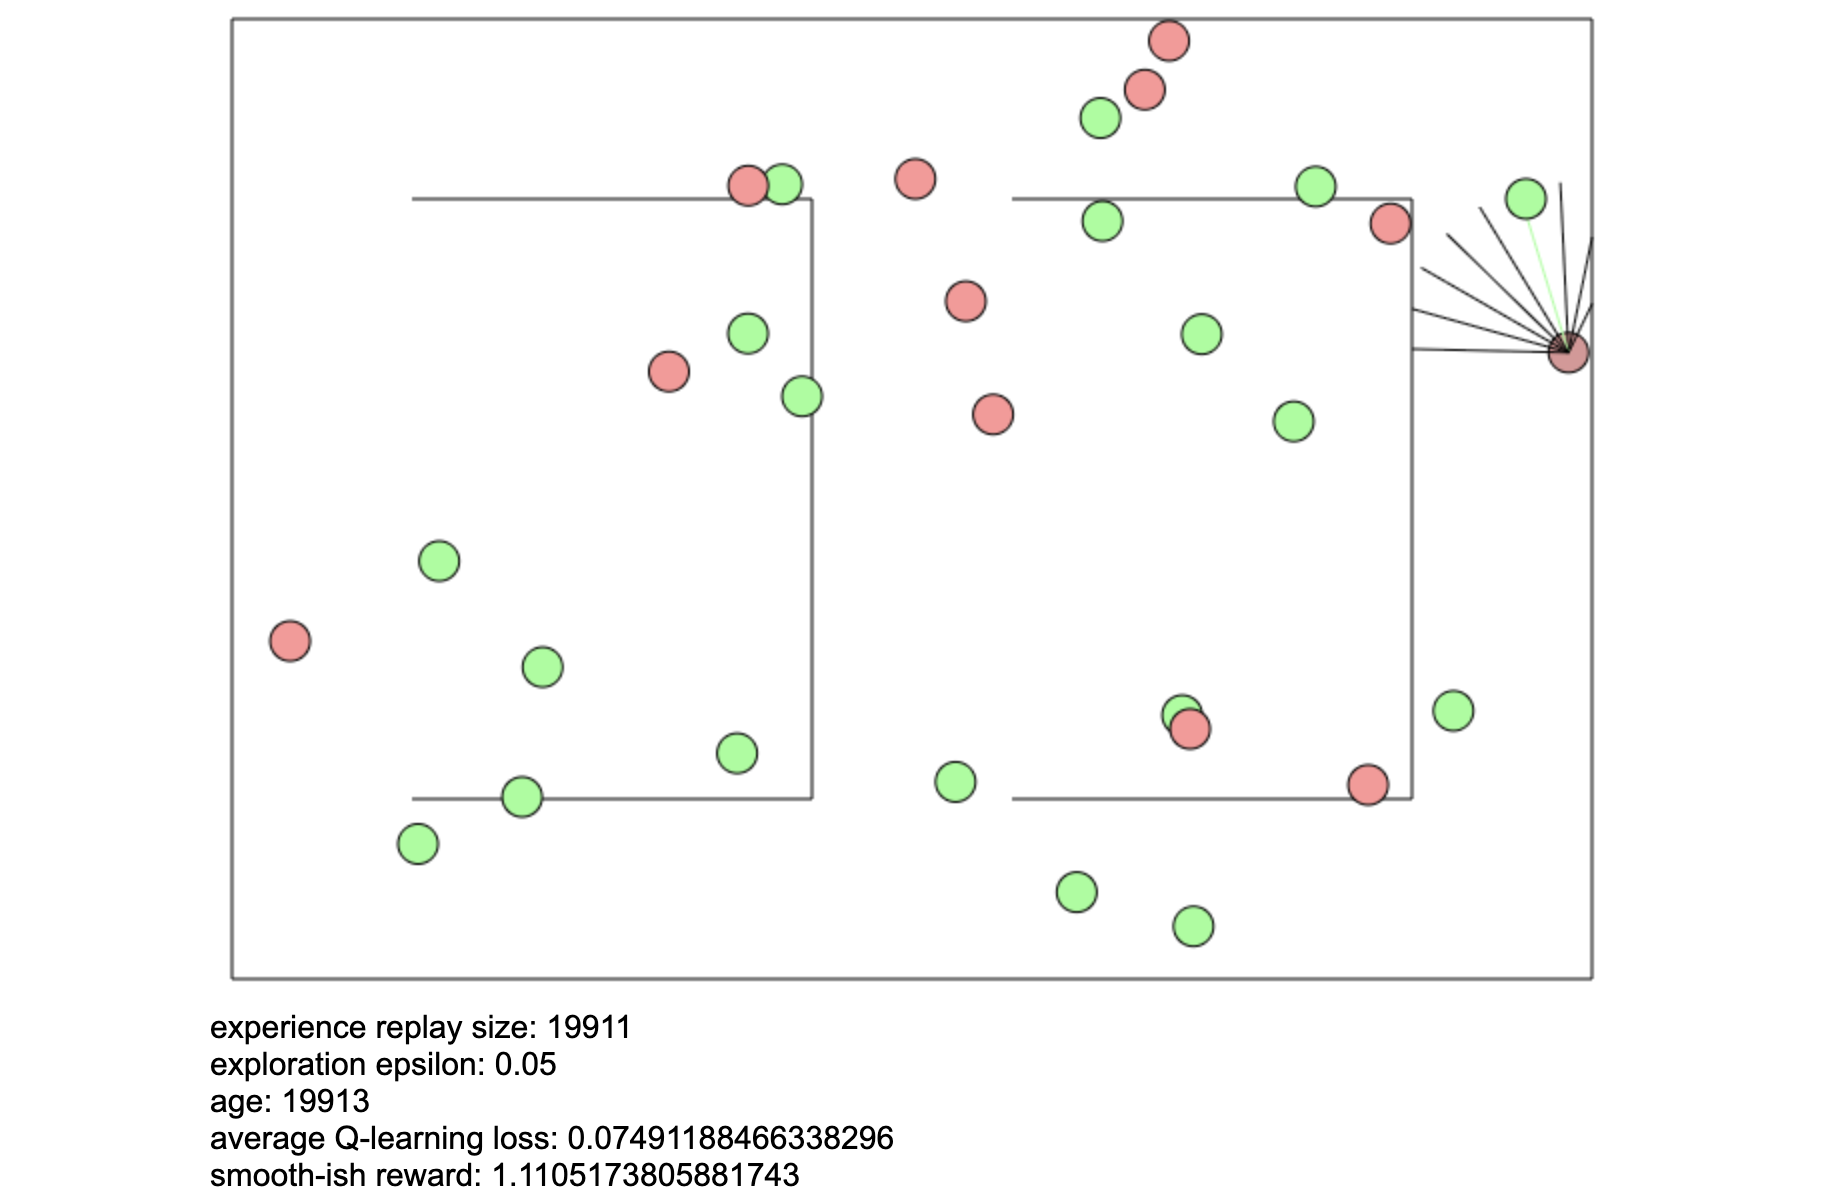 experience replay size: 19911
exploration epsilon: 0.05
age: 19913
average Q-learning loss: 0.07491188466338296
smooth-ish reward: 1.1105173805881743